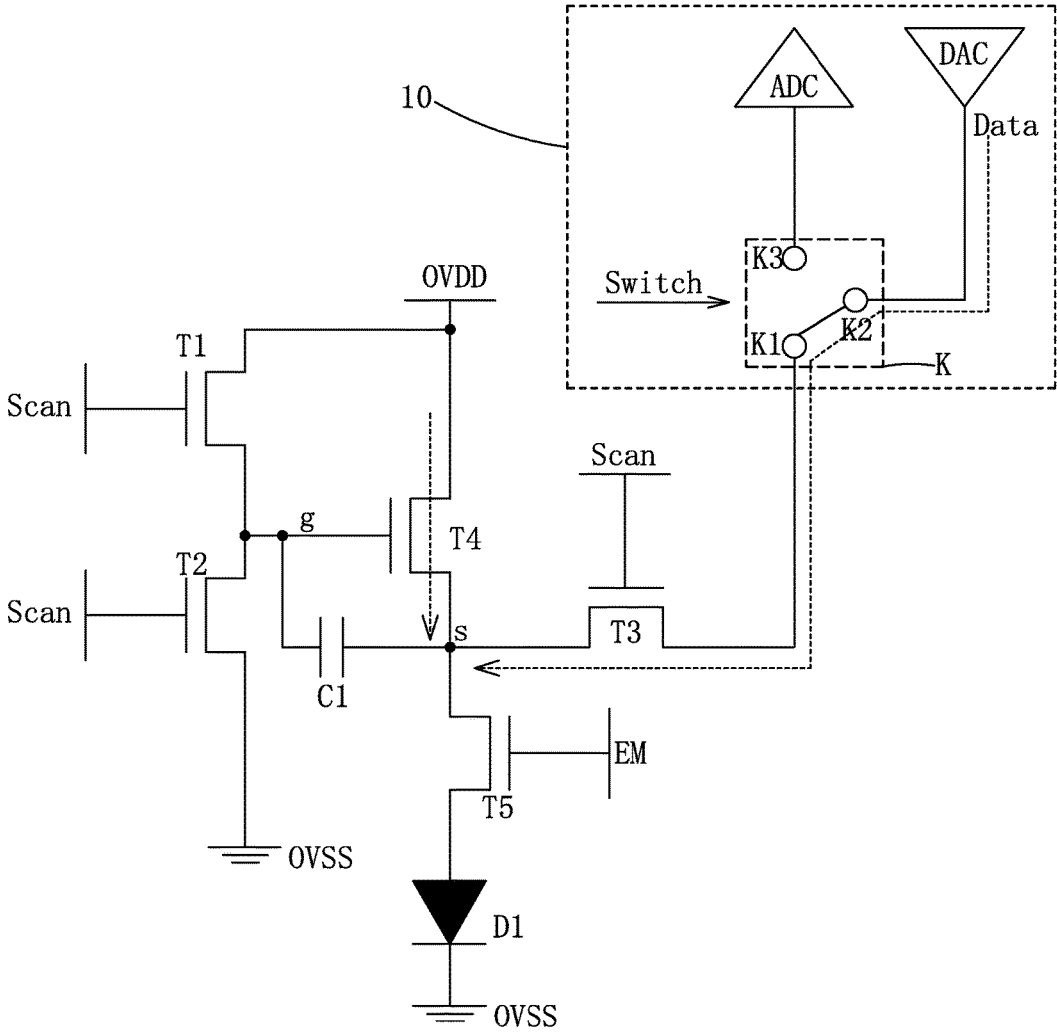 DAC
ADC
10
Data
K3
OVDD
Switch
K2
T1
K1
K
Scan
Scan
g
T4
T2
Scan
s
T3
C1
EM
T5
OVSS
D1
OVSS